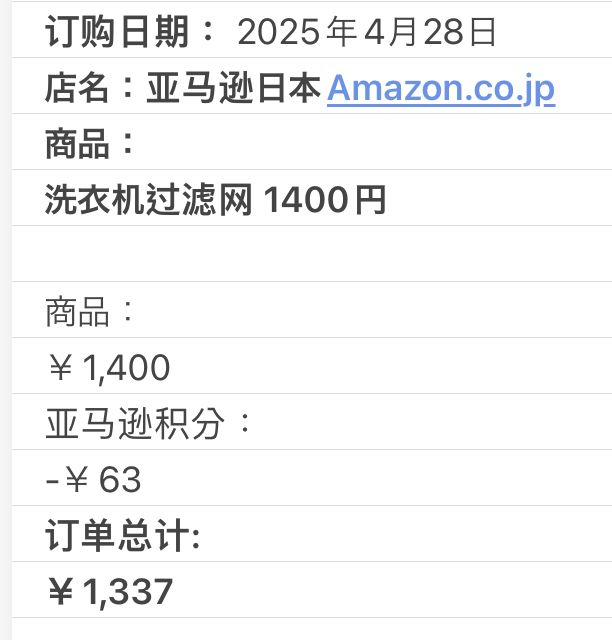 订购日期： 2025年4月28日
店名：亚马逊日本 Amazon.co.jp
商品：
洗衣机过滤网 1400円
商品：
￥1,400
亚马逊积分：
-￥63
订单总计:
￥1,337